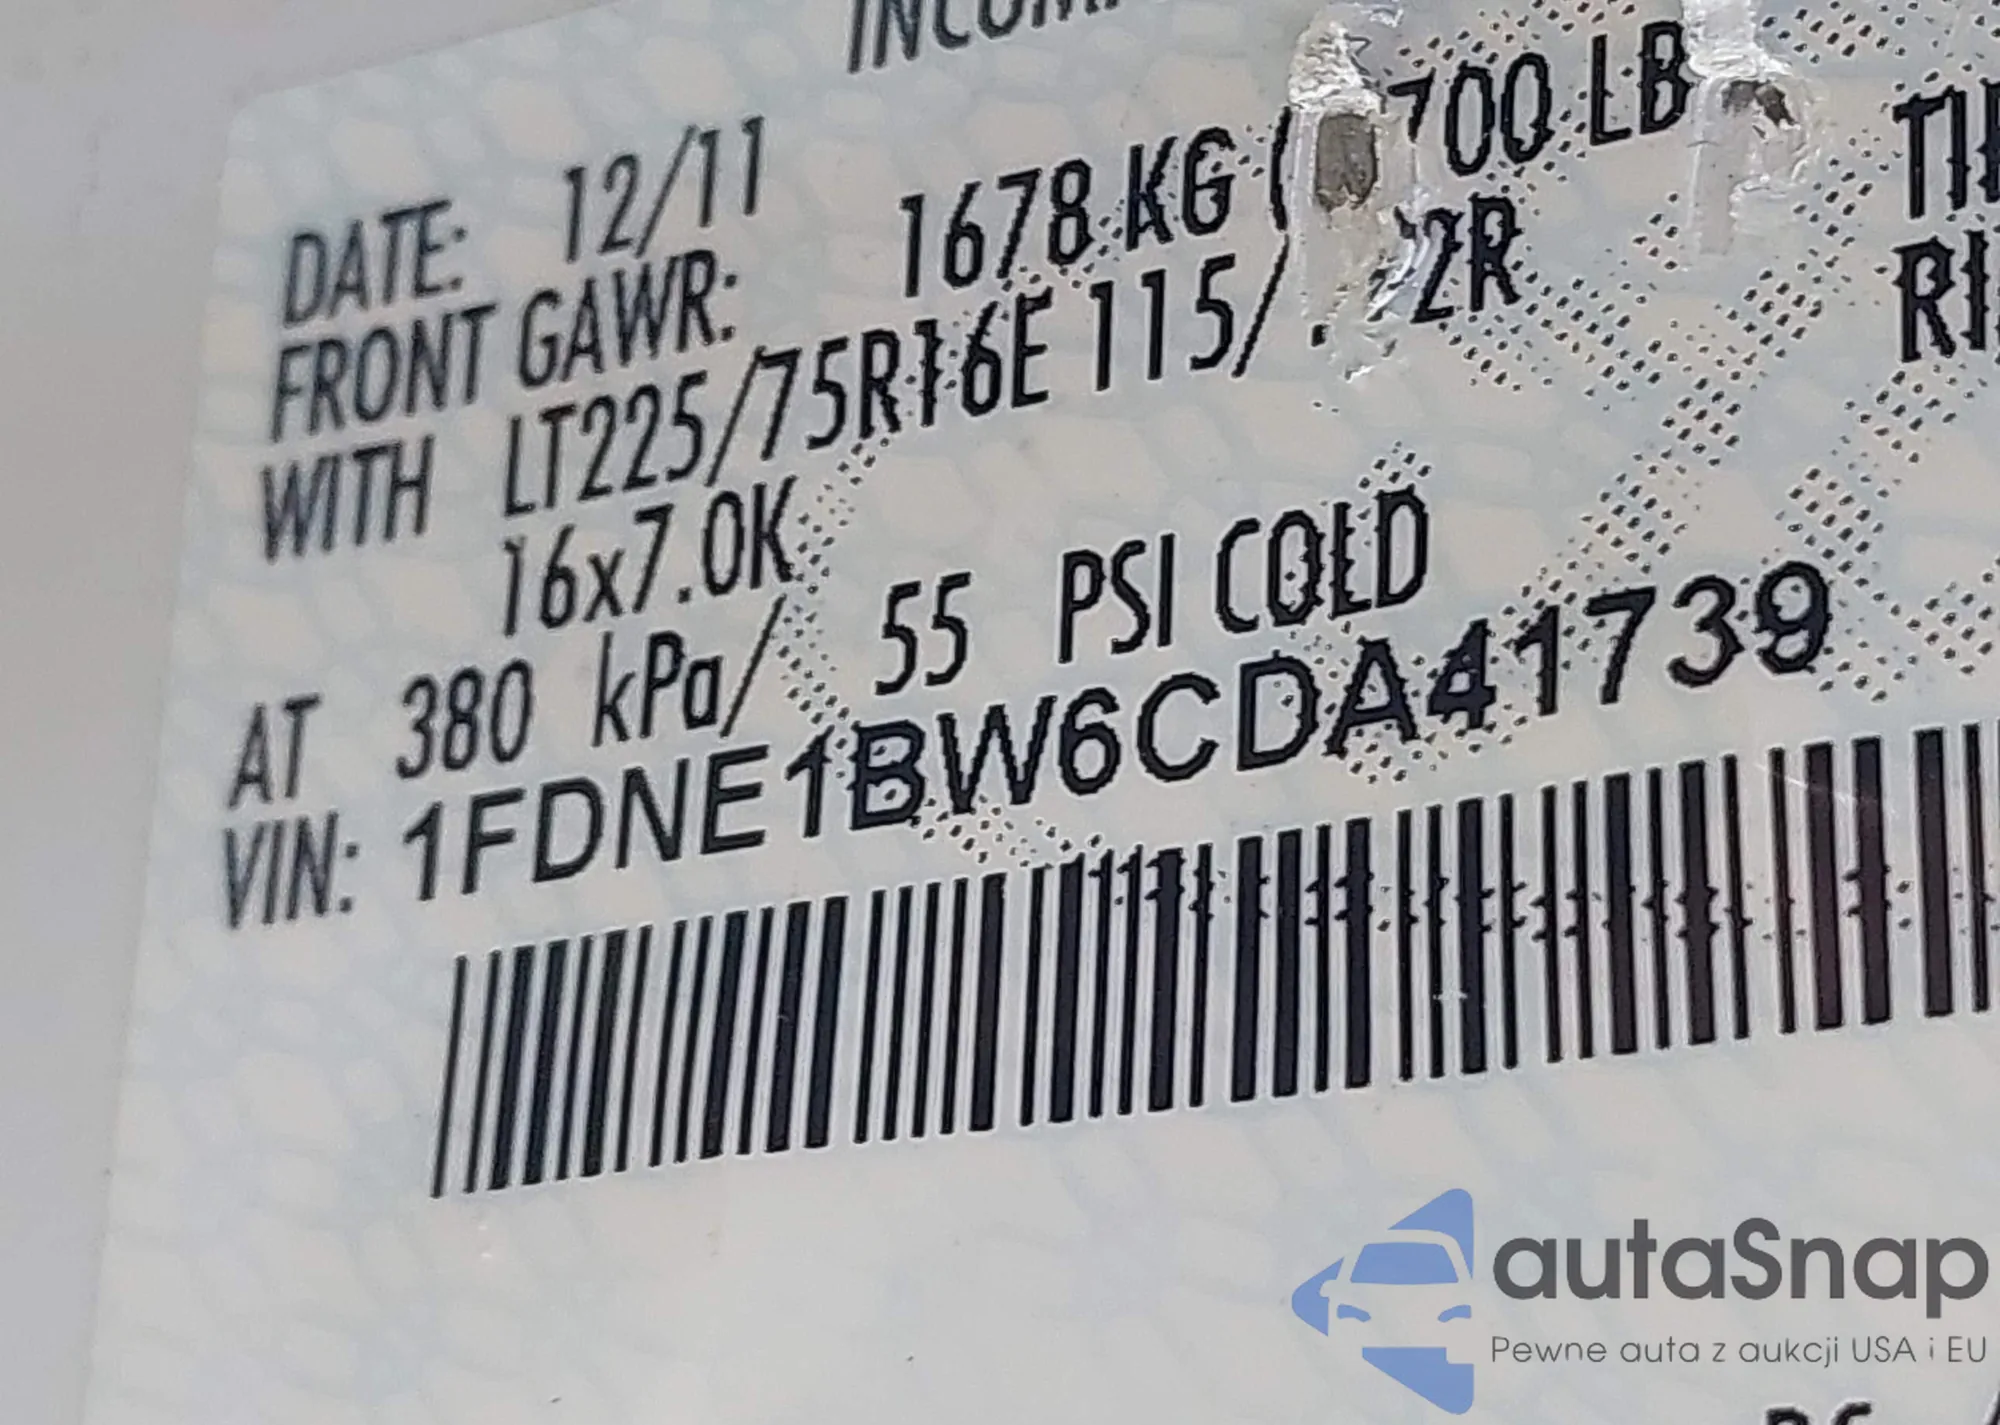 DATE: 12/11
FRONT GAWR: 1678 KG ( 700 LB
WITH LT225/75R16E 115/ 2R
16x7.0K
AT 380 kPa/ 55 PSI COLD
VIN: 1FDNE1BW6CDA41739
autaSnap
Pewne auta z aukcji USA i EU